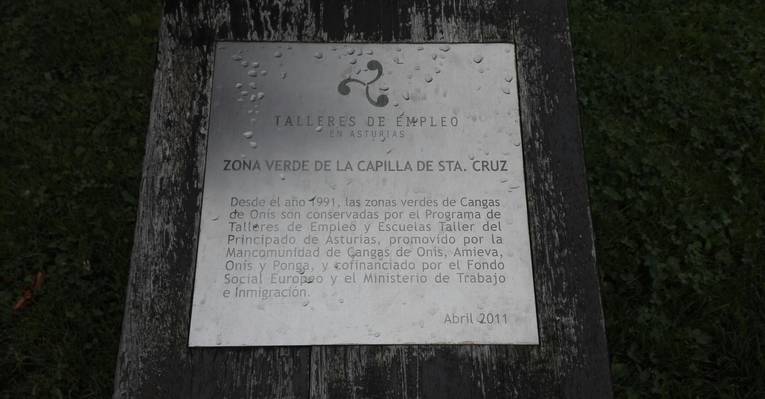 TALLERES DE EMPLEO
EN ASTURIAS
ZONA VERDE DE LA CAPILLA DE STA. CRUZ
Desde el año 1991, las zonas verdes de Cangas
de Onís son conservadas por el Programa de
Talleres de Empleo y Escuelas Taller del
Principado de Asturias, promovido por la
Mancomunidad de Cangas de Onís, Amieva,
Onís y Ponga, y cofinanciado por el Fondo
Social Europeo y el Ministerio de Trabajo
e Inmigración.
Abril 2011